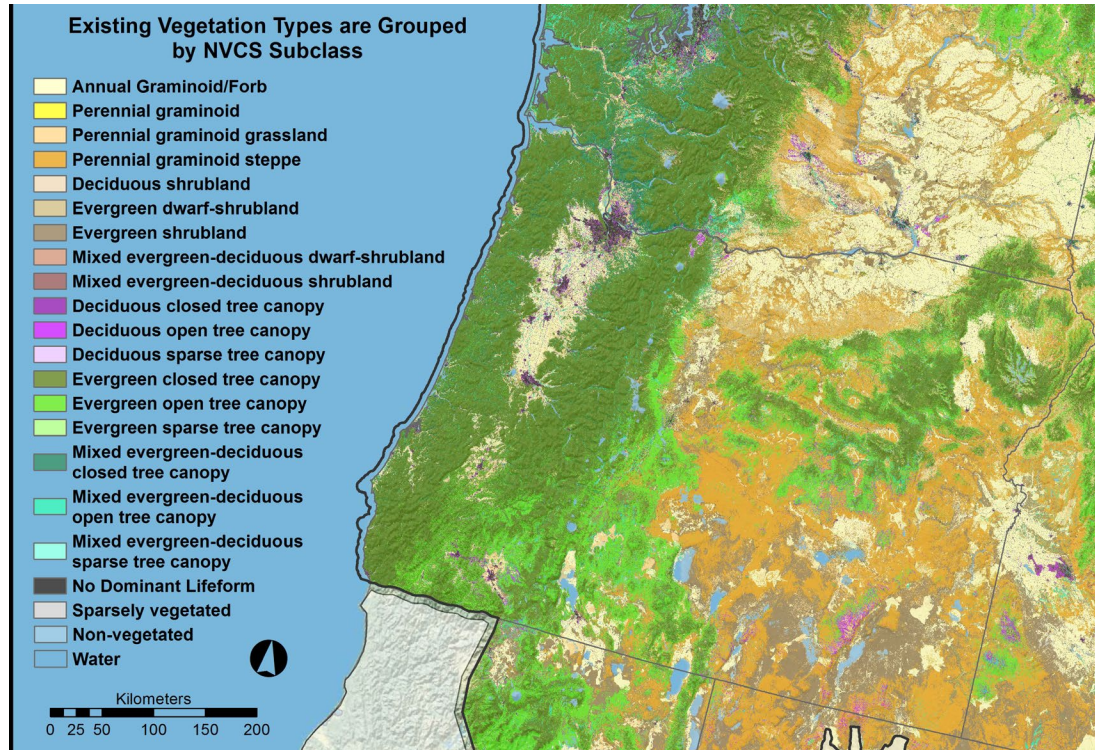 Existing Vegetation Types are Grouped
by NVCS Subclass
Annual Graminoid/Forb
Perennial graminoid
Perennial graminoid grassland
Perennial graminoid steppe
Deciduous shrubland
Evergreen dwarf-shrubland
Evergreen shrubland
Mixed evergreen-deciduous dwarf-shrubland
Mixed evergreen-deciduous shrubland
Deciduous closed tree canopy
Deciduous open tree canopy
Deciduous sparse tree canopy
Evergreen closed tree canopy
Evergreen open tree canopy
Evergreen sparse tree canopy
Mixed evergreen-deciduous
closed tree canopy
Mixed evergreen-deciduous
open tree canopy
Mixed evergreen-deciduous
sparse tree canopy
No Dominant Lifeform
Sparsely vegetated
Non-vegetated
Water
Kilometers
0 25 50 100 150 200